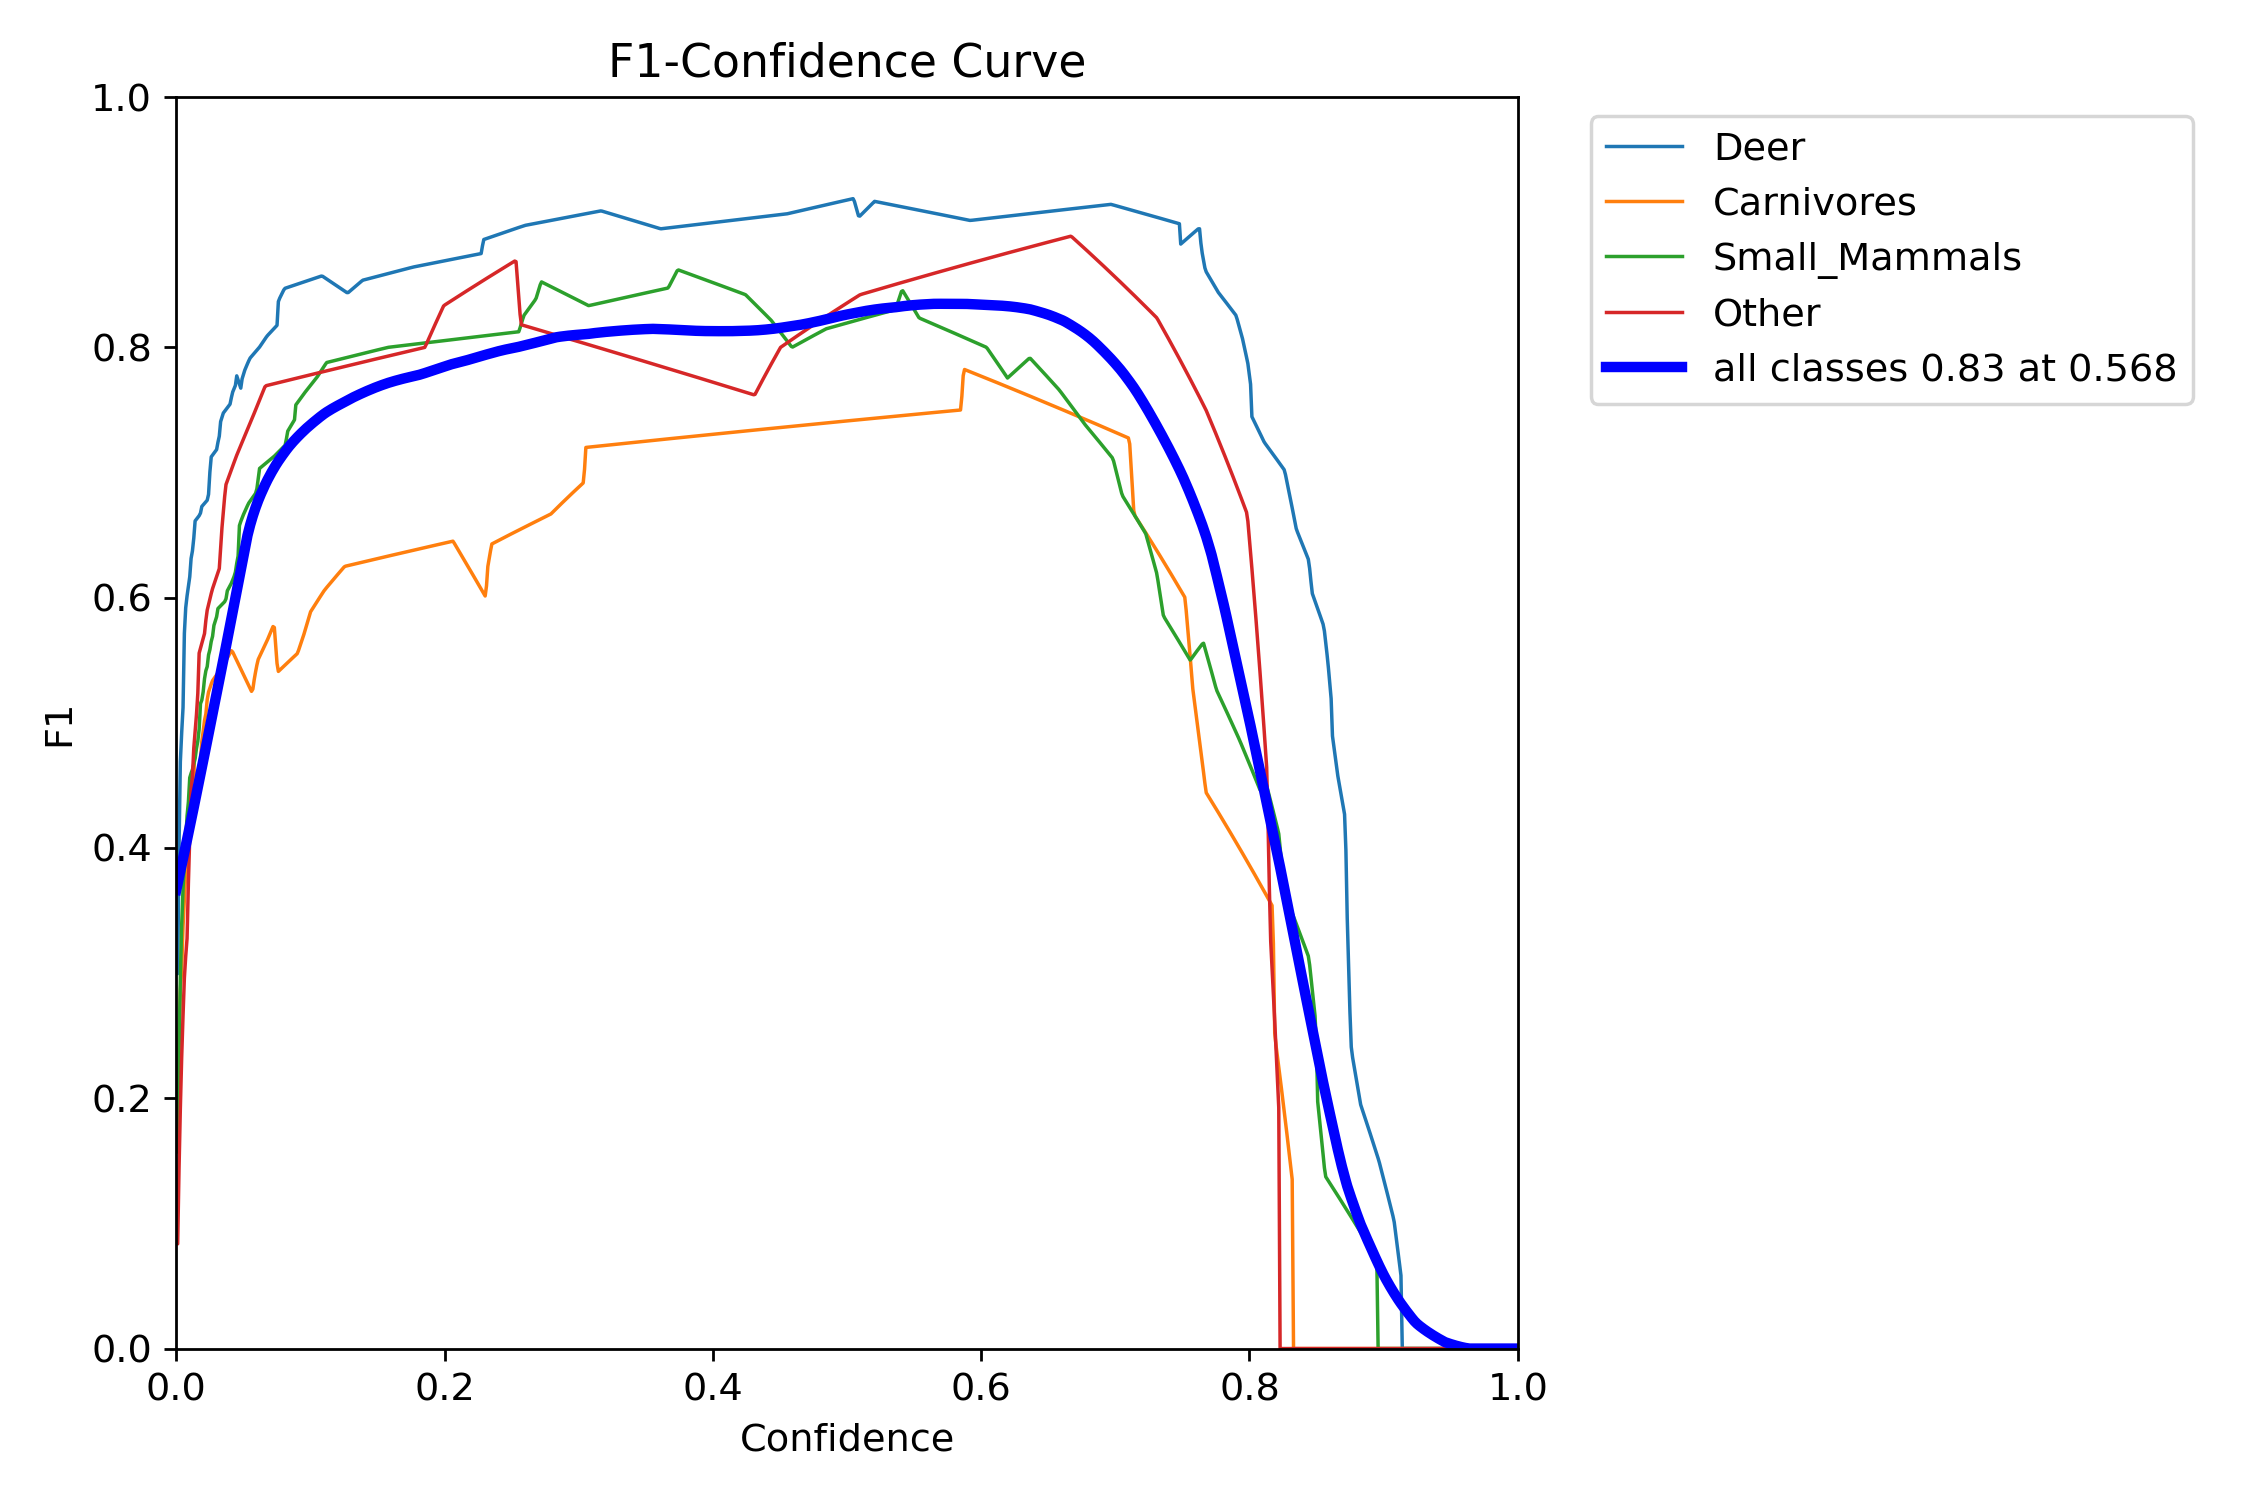 F1-Confidence Curve
1.0
0.8
0.6
0.4
0.2
0.0
F1
0.0 0.2 0.4 0.6 0.8 1.0
Confidence
Deer
Carnivores
Small_Mammals
Other
all classes 0.83 at 0.568